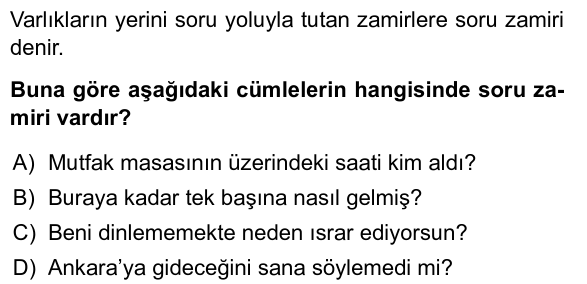 Varlıkların yerini soru yoluyla tutan zamirlere soru zamiri
denir.
Buna göre aşağıdaki cümlelerin hangisinde soru za-
miri vardır?
A) Mutfak masasının üzerindeki saati kim aldı?
B) Buraya kadar tek başına nasıl gelmiş?
C) Beni dinlememekte neden ısrar ediyorsun?
D) Ankara’ya gideceğini sana söylemedi mi?